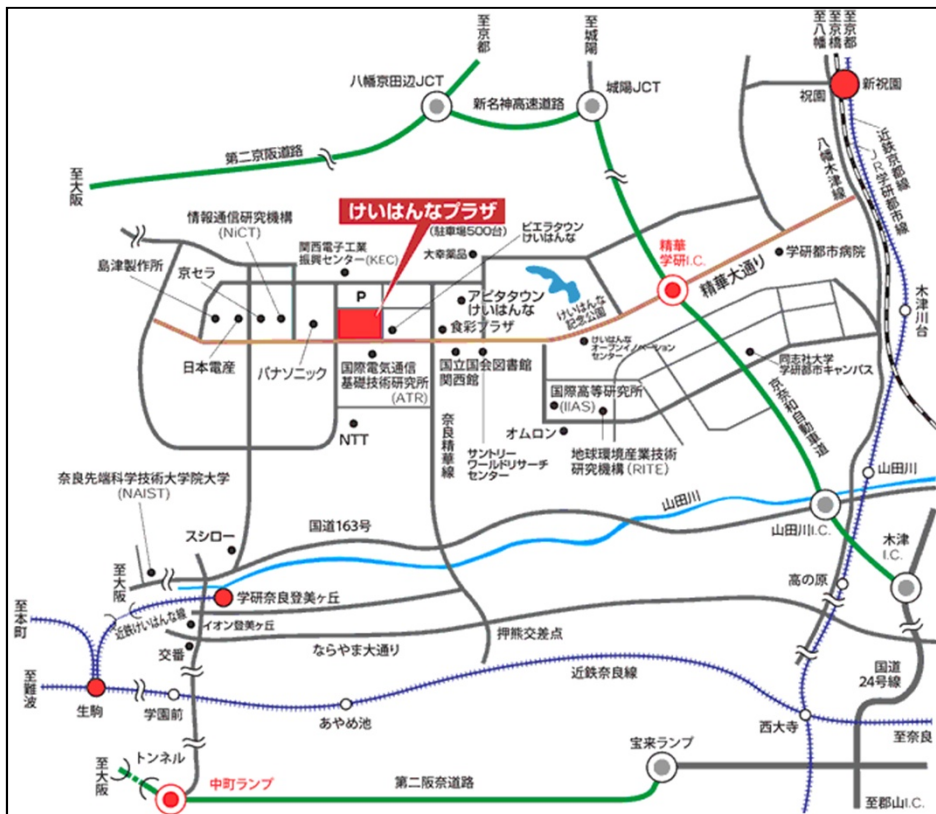 至京都
至城陽
至八幡
至京橋
至京都
八幡京田辺JCT
新名神高速道路
城陽JCT
祝園
新祝園
第二京阪道路
至大阪
近鉄京都線
JR学研都市線
八幡木津線
けいはんなプラザ
(駐車場500台)
情報通信研究機構
(NiCT)
関西電子工業
振興センター(KEC)
大幸薬品
ピエラタウン
けいはんな
精華
学研I.C.
精華大通り
学研都市病院
島津製作所
京セラ
P
アピタタウン
けいはんな
食彩プラザ
けいはんな
記念公園
木津川台
日本電産
パナソニック
国際電気通信
基礎技術研究所
(ATR)
国立国会図書館
関西館
けいはんな
オープンイノベーション
センター
同志社大学
学研都市キャンパス
国際高等研究所
(IIAS)
京奈和自動車道
NTT
奈良精華線
サントリー
ワールドリサーチ
センター
オムロン
地球環境産業技術
研究機構(RITE)
奈良先端科学技術大学院大学
(NAIST)
山田川
山田川
スシロー
国道163号
山田川I.C.
木津
I.C.
至大阪
学研奈良登美ヶ丘
高の原
至本町
近鉄けいはんな線
イオン登美ヶ丘
交番
ならやま大通り
押熊交差点
国道
24号線
至難波
生駒
学園前
あやめ池
近鉄奈良線
西大寺
至奈良
トンネル
至大阪
中町ランプ
第二阪奈道路
宝来ランプ
至郡山I.C.